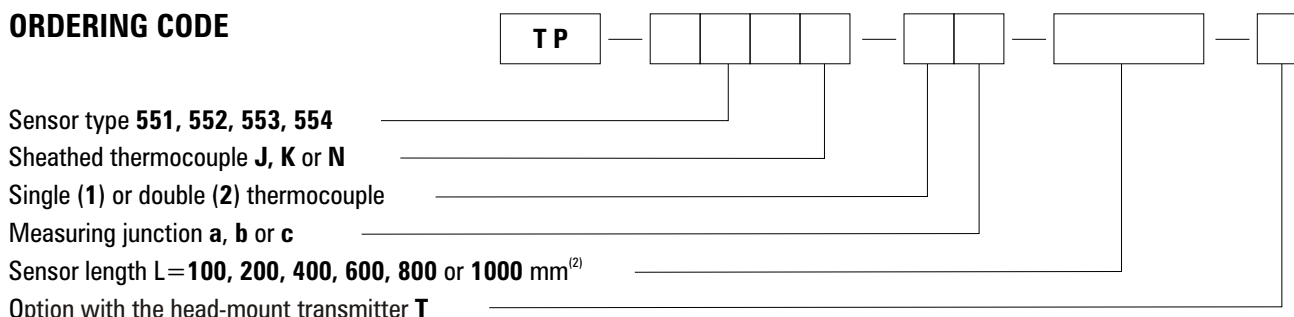 ORDERING CODE
T P
Sensor type 551, 552, 553, 554
Sheathed thermocouple J, K or N
Single (1) or double (2) thermocouple
Measuring junction a, b or c
Sensor length L=100, 200, 400, 600, 800 or 1000 mm(2)
Option with the head-mount transmitter T